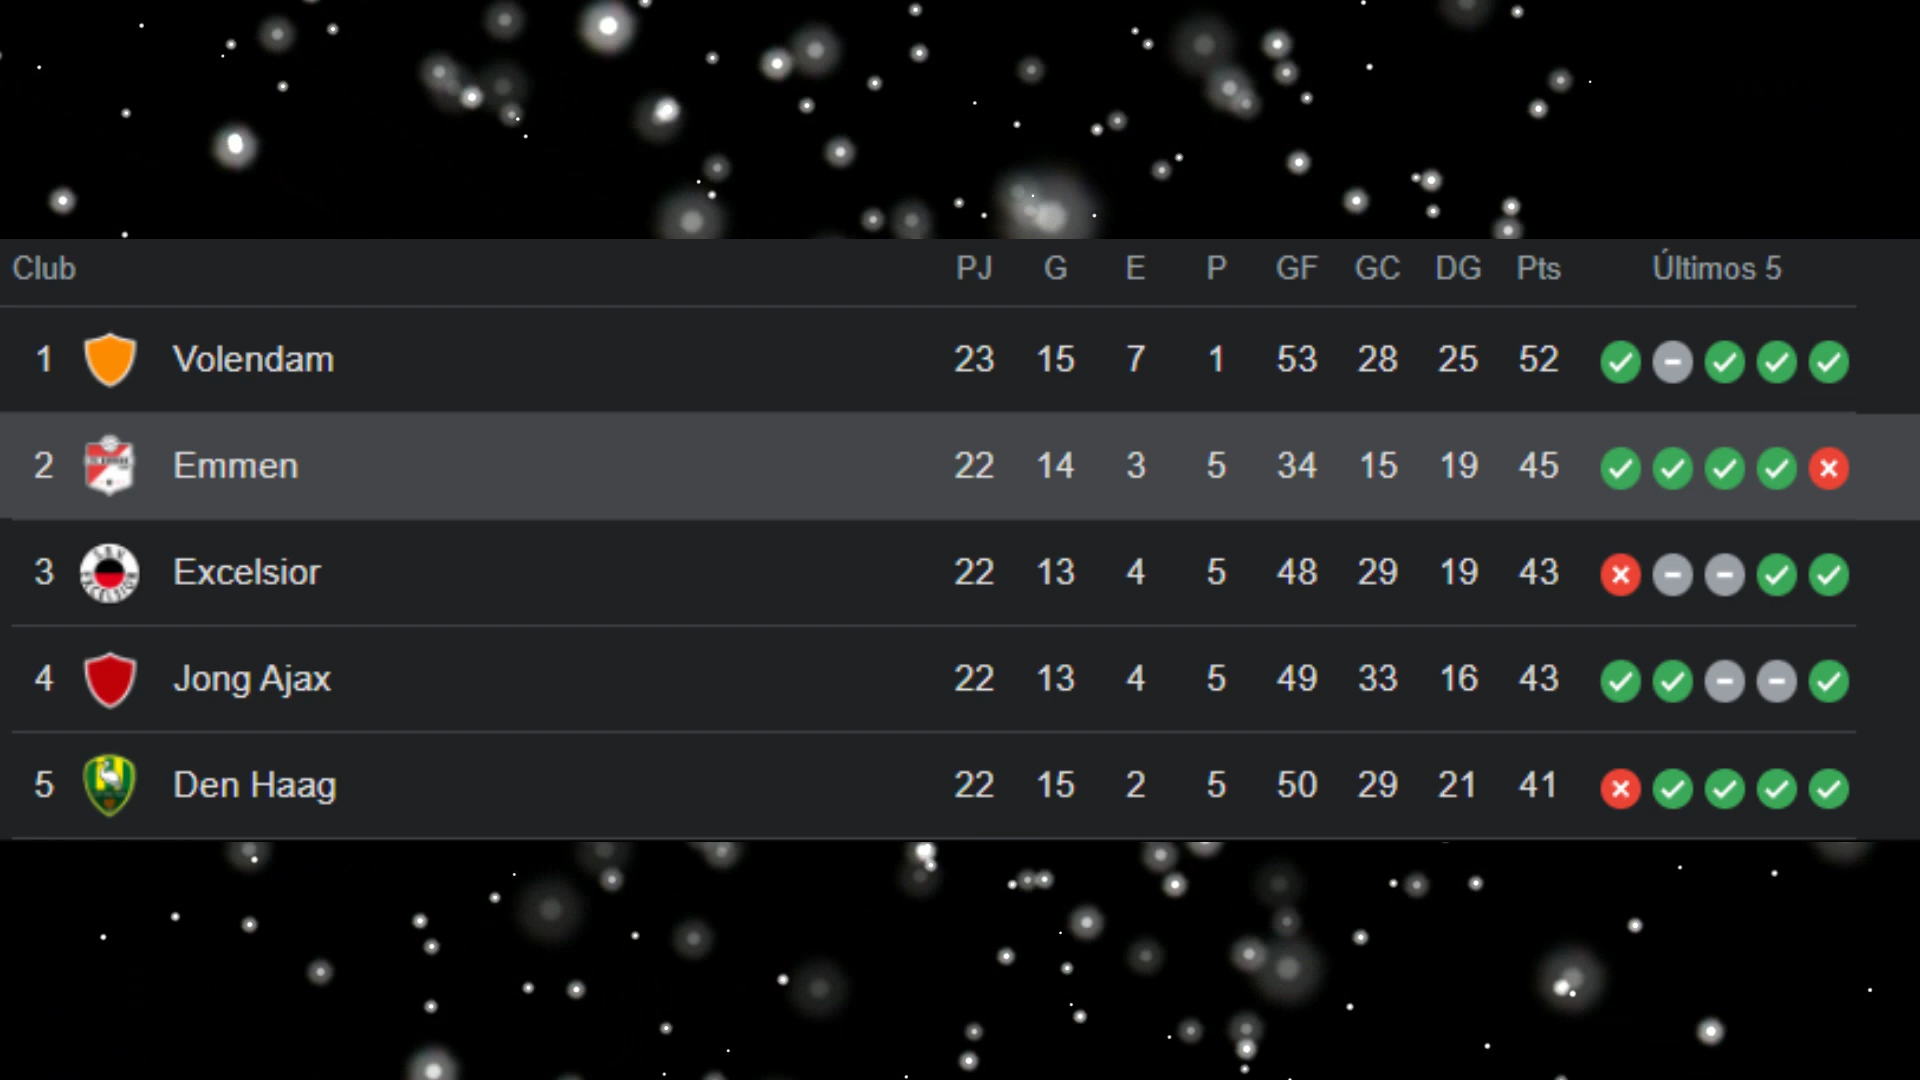 Club PJ G E P GF GC DG Pts Últimos 5
1 Volendam 23 15 7 1 53 28 25 52
2 Emmen 22 14 3 5 34 15 19 45
3 Excelsior 22 13 4 5 48 29 19 43
4 Jong Ajax 22 13 4 5 49 33 16 43
5 Den Haag 22 15 2 5 50 29 21 41